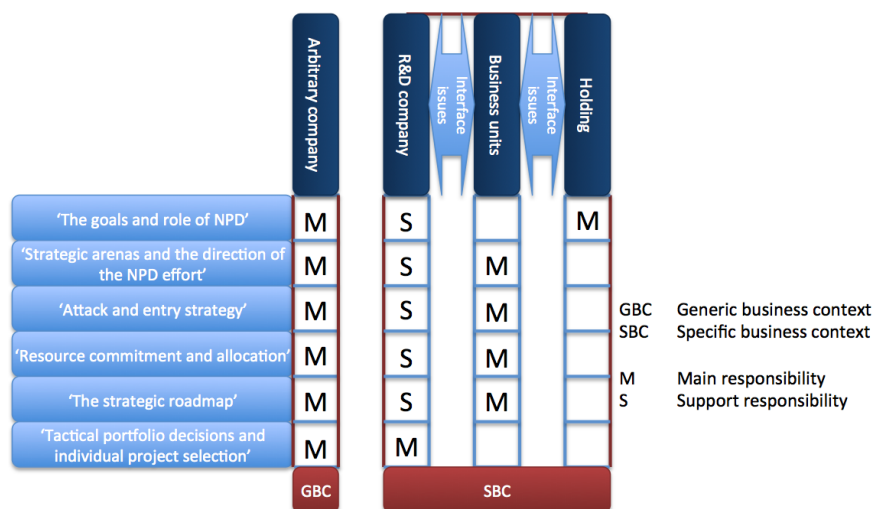 Arbitrary company
R&D company
Interface issues
Business units
Interface issues
Holding
‘The goals and role of NPD’
M S M
‘Strategic arenas and the direction of
the NPD effort’
M S M
‘Attack and entry strategy’
M S M
‘Resource commitment and allocation’
M S M
‘The strategic roadmap’
M S M
‘Tactical portfolio decisions and
individual project selection’
M M
GBC SBC
GBC Generic business context
SBC Specific business context
M Main responsibility
S Support responsibility